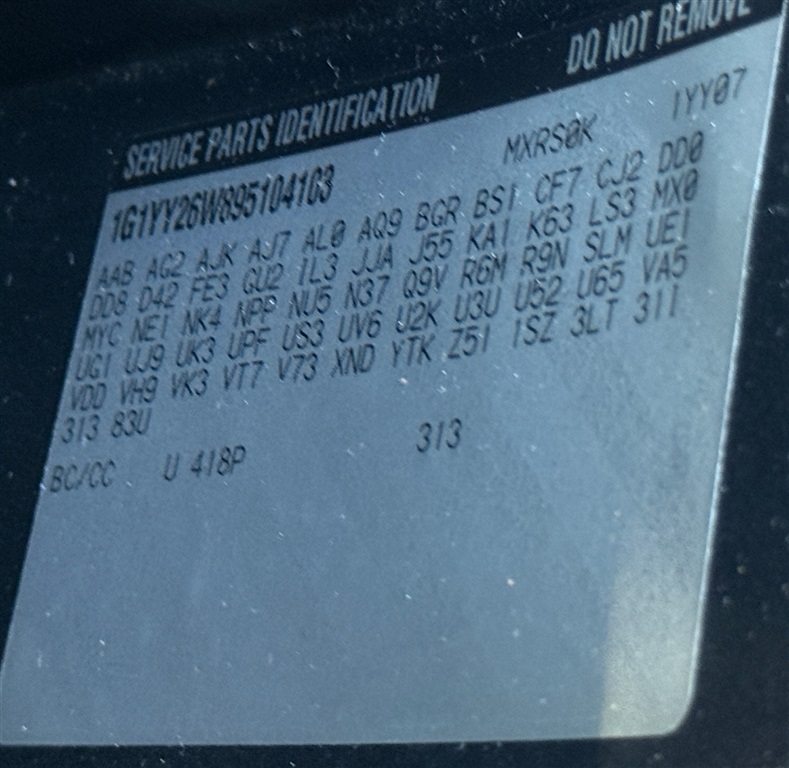 SERVICE PARTS IDENTIFICATION DO NOT REMOVE
1G1YY26W895104103 MXRS0K 1YY07
AAB AG2 AJK AJ7 AL0 AQ9 BGR BS1 CF7 CJ2 DD0
DD8 D42 FE3 GU2 IL3 JJA J55 KA1 K63 LS3 MX0
MYC NE1 NK4 NPP NU5 N37 Q9V R6M R9N SLM UE1
UG1 UJ9 UK3 UPF US3 UV6 U2K U3U U52 U65 VA5
VDD VH9 VK3 VT7 V73 XND YTK Z51 1SZ 3LT 31I
313 83U
BC/CC U 418P 313